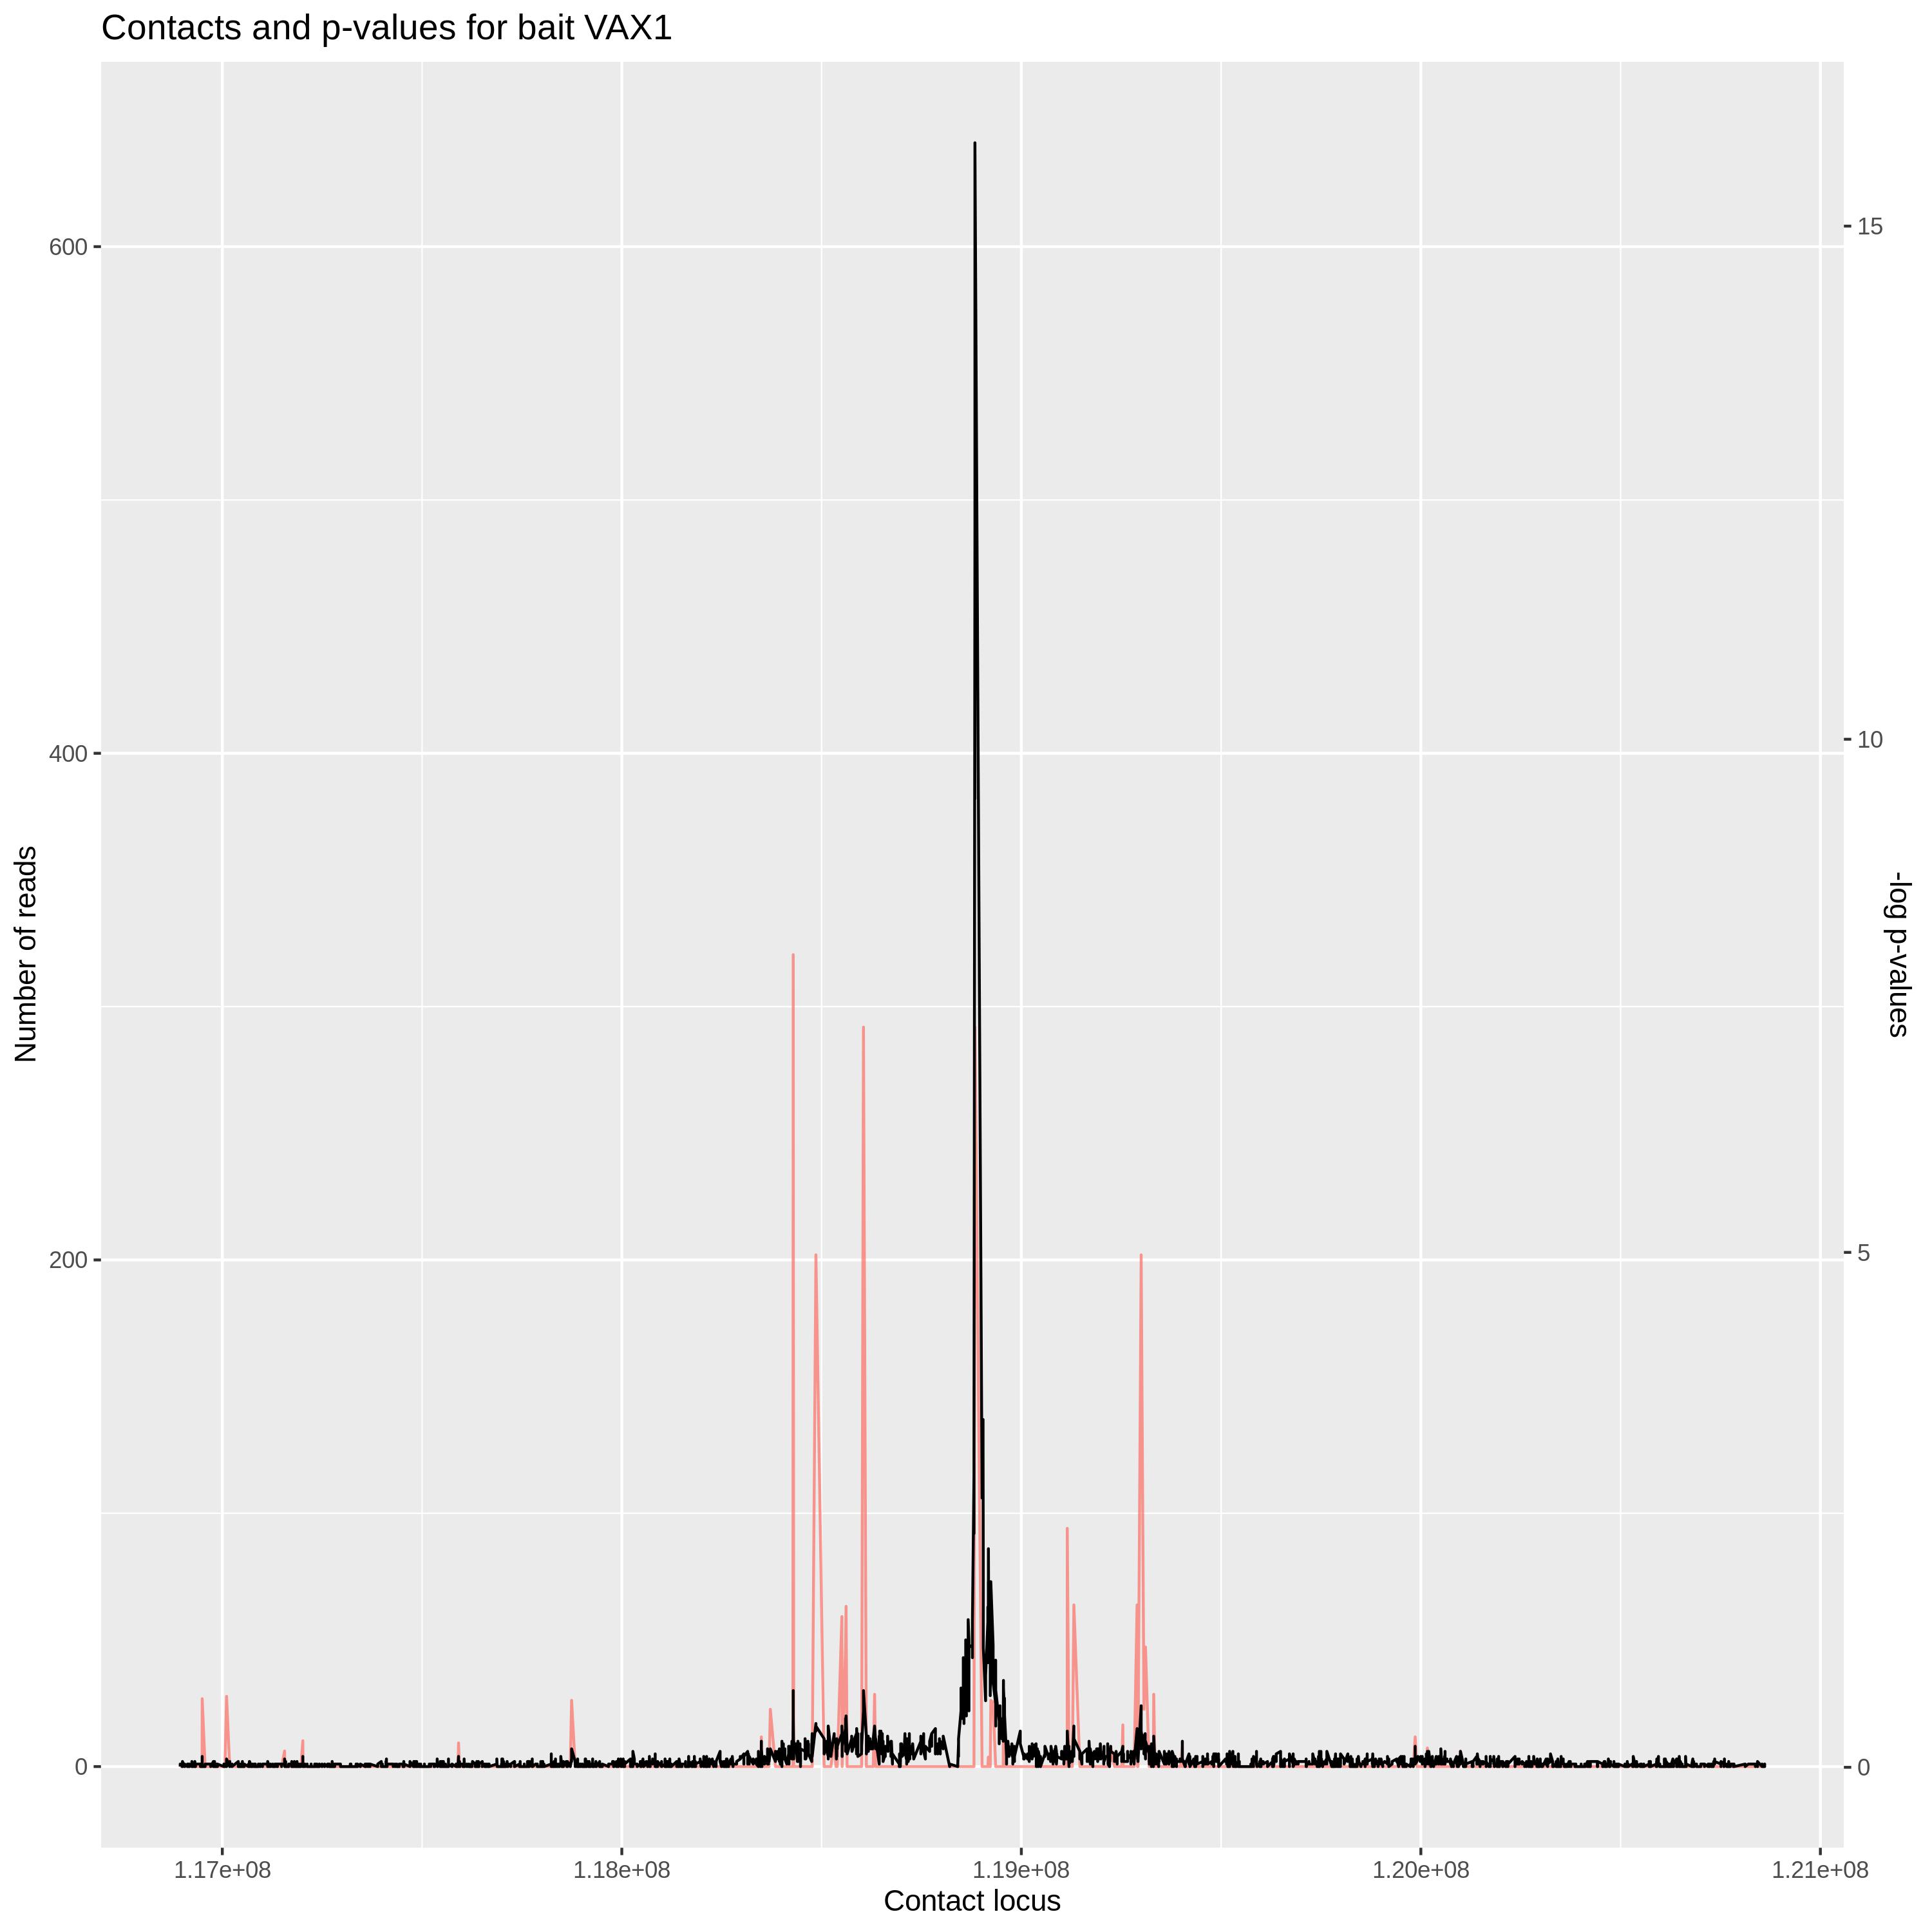 Contacts and p-values for bait VAX1
Number of reads
600
400
200
0
15
10
5
0
-log p-values
1.17e+08
1.18e+08
1.19e+08
1.20e+08
1.21e+08
Contact locus